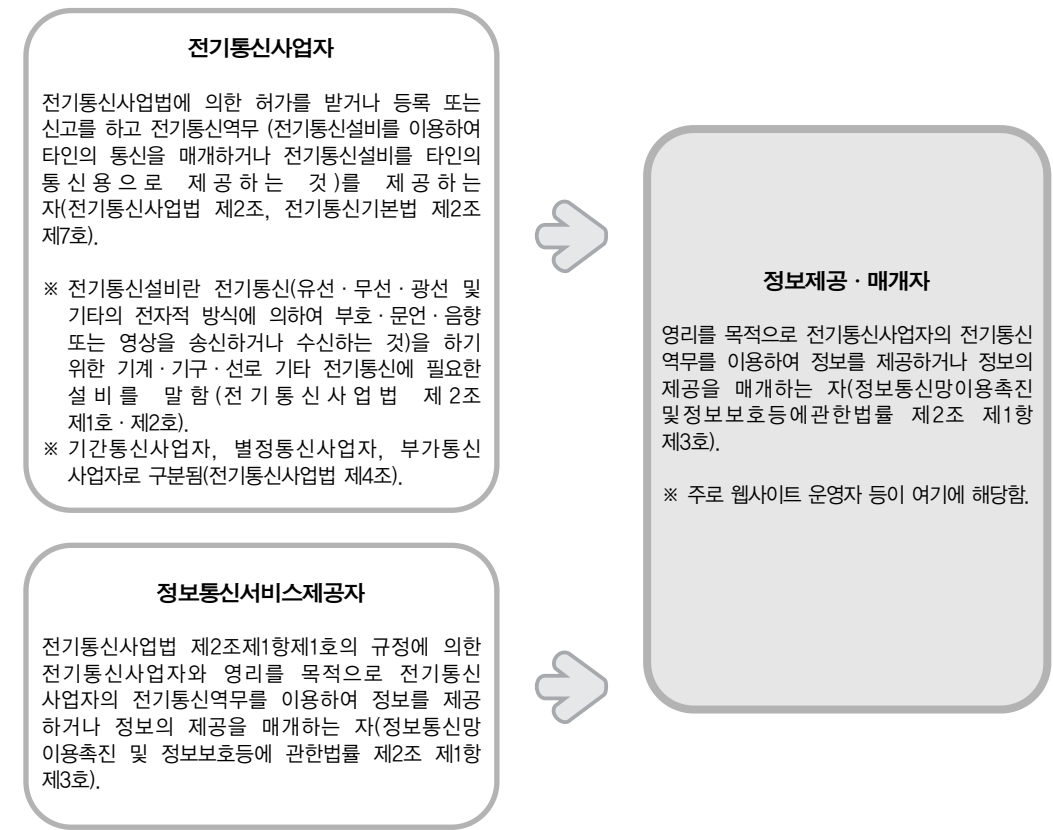 전기통신사업자
전기통신사업법에 의한 허가를 받거나 등록 또는
신고를 하고 전기통신역무 (전기통신설비를 이용하여
타인의 통신을 매개하거나 전기통신설비를 타인의
통신용으로 제공하는 것)를 제공하는
자(전기통신사업법 제2조, 전기통신기본법 제2조
제7호).
※ 전기통신설비란 전기통신(유선·무선·광선 및
기타의 전자적 방식에 의하여 부호·문언·음향
또는 영상을 송신하거나 수신하는 것)을 하기
위한 기계·기구·선로 기타 전기통신에 필요한
설비를 말함(전기통신사업법 제2조
제1호·제2호).
※ 기간통신사업자, 별정통신사업자, 부가통신
사업자로 구분됨(전기통신사업법 제4조).
정보통신서비스제공자
전기통신사업법 제2조제1항제1호의 규정에 의한
전기통신사업자와 영리를 목적으로 전기통신
사업자의 전기통신역무를 이용하여 정보를 제공
하거나 정보의 제공을 매개하는 자(정보통신망
이용촉진 및 정보보호등에 관한법률 제2조 제1항
제3호).
정보제공·매개자
영리를 목적으로 전기통신사업자의 전기통신
역무를 이용하여 정보를 제공하거나 정보의
제공을 매개하는 자(정보통신망이용촉진
및정보보호등에관한법률 제2조 제1항
제3호).
※ 주로 웹사이트 운영자 등이 여기에 해당함.